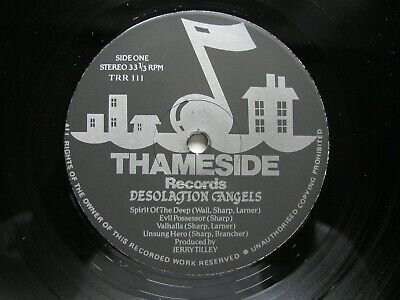 SIDE ONE
STEREO 33 1/3 RPM
TRR 111
THAMESIDE
Records
DESOLATION ANGELS
Spirit Of The Deep (Wall, Sharp, Larner)
Evil Possessor (Sharp)
Valhalla (Sharp, Larner)
Unsung Hero (Sharp, Brancher)
Produced by
JERRY TILLEY
ALL RIGHTS OF THE OWNER OF THIS RECORDED WORK RESERVED ● UNAUTHORISED COPYING PROHIBITED